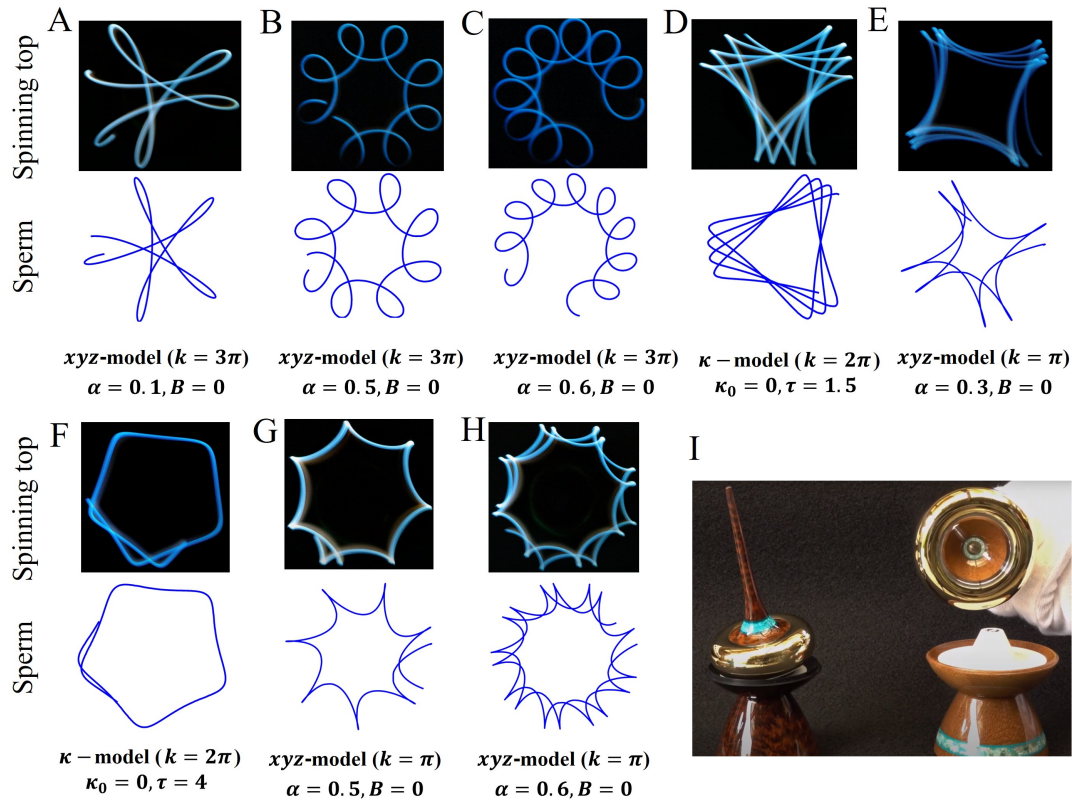 A B C D E
Spinning top
Sperm
xyz-model (k = 3π)
α = 0.1, B = 0
xyz-model (k = 3π)
α = 0.5, B = 0
xyz-model (k = 3π)
α = 0.6, B = 0
κ − model (k = 2π)
κ₀ = 0, τ = 1.5
xyz-model (k = π)
α = 0.3, B = 0
F G H I
Spinning top
Sperm
κ − model (k = 2π)
κ₀ = 0, τ = 4
xyz-model (k = π)
α = 0.5, B = 0
xyz-model (k = π)
α = 0.6, B = 0